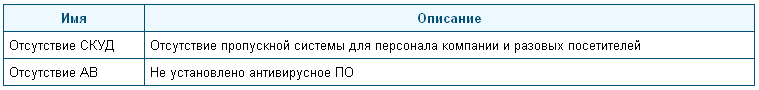 Имя Описание
Отсутствие СКУД Отсутствие пропускной системы для персонала компании и разовых посетителей
Отсутствие АВ Не установлено антивирусное ПО